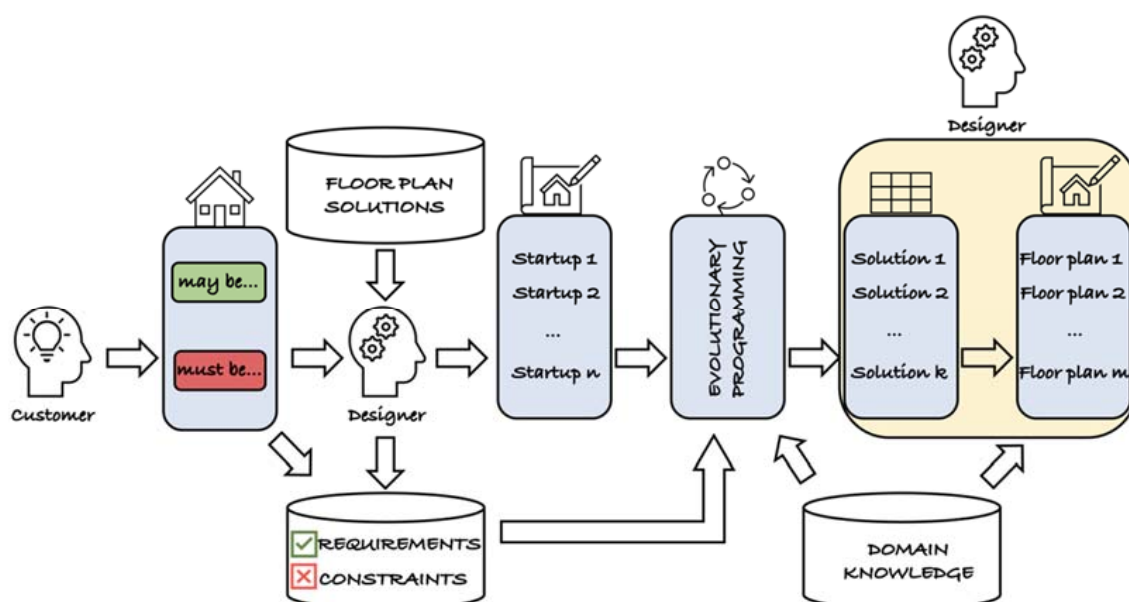 Designer
FLOOR PLAN
SOLUTIONS
may be...
must be...
Customer
Designer
Startup 1
Startup 2
...
Startup n
EVOLUTIONARY
PROGRAMMING
Solution 1
Solution 2
...
Solution k
Floor plan 1
Floor plan 2
...
Floor plan m
REQUIREMENTS
CONSTRAINTS
DOMAIN
KNOWLEDGE